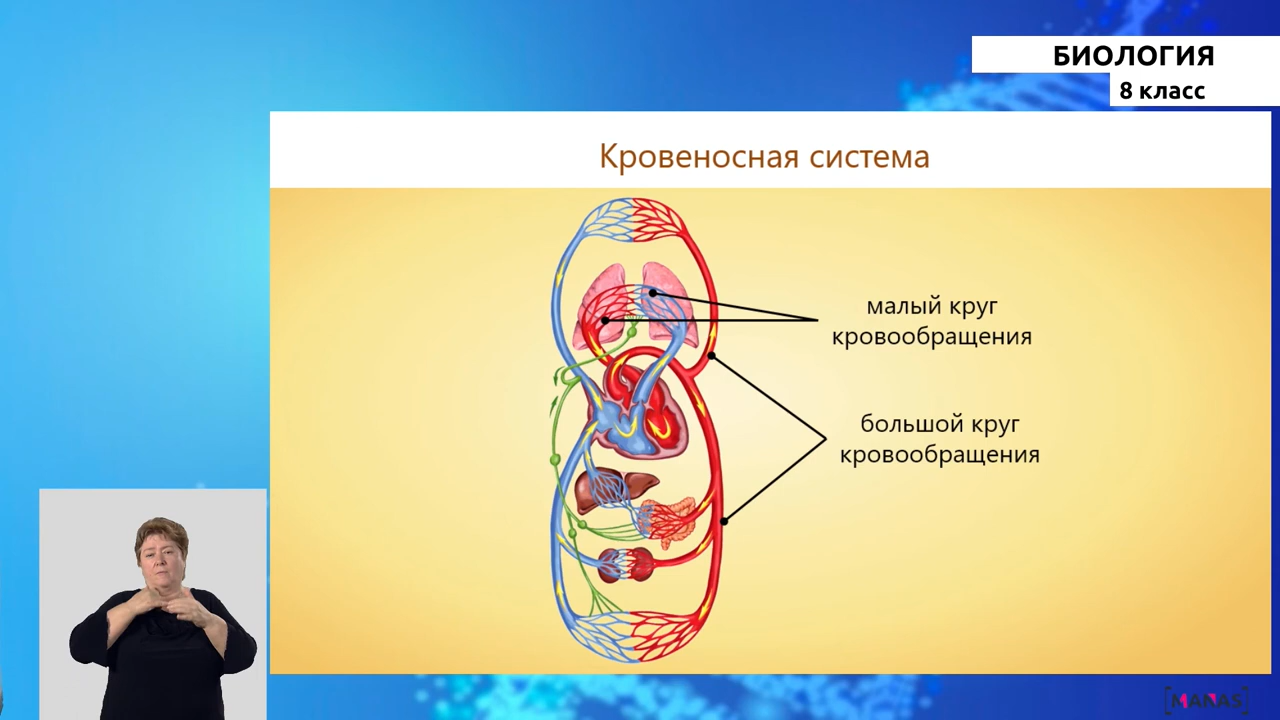 БИОЛОГИЯ
8 класс
Кровеносная система
малый круг
кровообращения
большой круг
кровообращения
[MANAS]